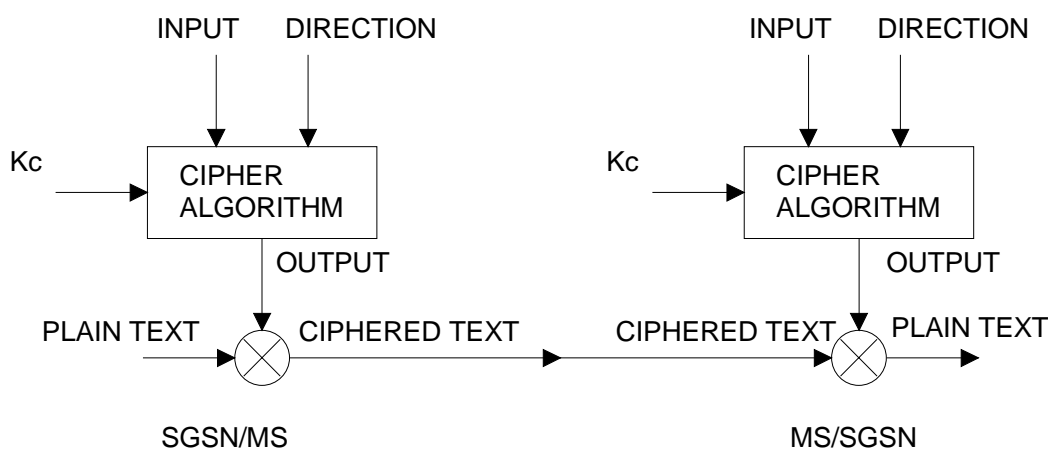 INPUT DIRECTION
INPUT DIRECTION
Kc
CIPHER
ALGORITHM
Kc
CIPHER
ALGORITHM
OUTPUT
OUTPUT
PLAIN TEXT
CIPHERED TEXT
CIPHERED TEXT
PLAIN TEXT
SGSN/MS
MS/SGSN